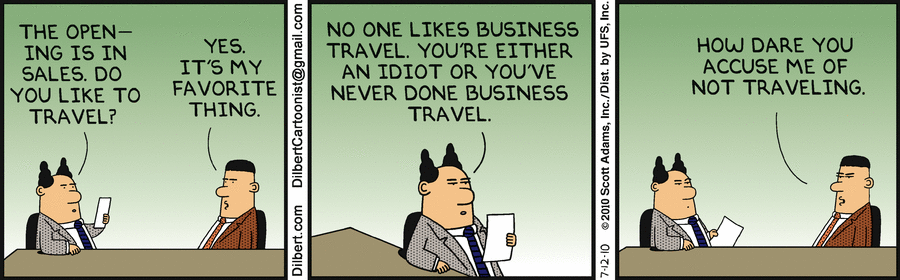 THE OPEN-
ING IS IN
SALES. DO
YOU LIKE TO
TRAVEL?
YES.
IT'S MY
FAVORITE
THING.
Dilbert.com DilbertCartoonist@gmail.com
NO ONE LIKES BUSINESS
TRAVEL. YOU'RE EITHER
AN IDIOT OR YOU'VE
NEVER DONE BUSINESS
TRAVEL.
7-12-10 © 2010 Scott Adams, Inc./Dist. by UFS, Inc.
HOW DARE YOU
ACCUSE ME OF
NOT TRAVELING.